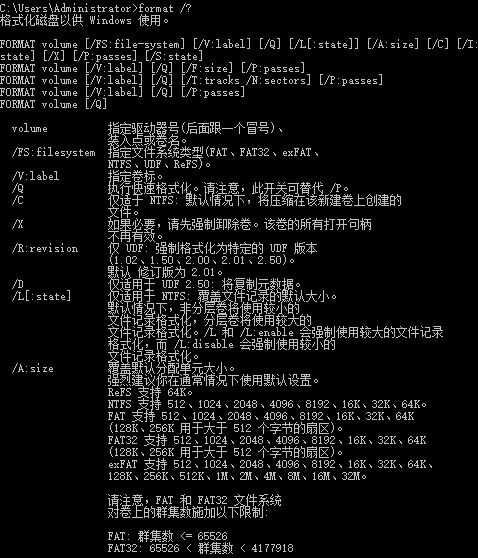 C:\Users\Administrator>format /?
格式化磁盘以供 Windows 使用。
FORMAT volume [/FS:file-system] [/V:label] [/Q] [/L[:state]] [/A:size] [/C] [/I:
state] [/X] [/P:passes] [/S:state]
FORMAT volume [/V:label] [/Q] [/F:size] [/P:passes]
FORMAT volume [/V:label] [/Q] [/T:tracks /N:sectors] [/P:passes]
FORMAT volume [/V:label] [/Q] [/P:passes]
FORMAT volume [/Q]
volume 指定驱动器号(后面跟一个冒号)、
装入点或卷名。
/FS:filesystem 指定文件系统类型(FAT、FAT32、exFAT、
NTFS、UDF、ReFS)。
/V:label 指定卷标。
/Q 执行快速格式化。请注意，此开关可替代 /P。
/C 仅适于 NTFS: 默认情况下，将压缩在该新建卷上创建的
文件。
/X 如果必要，请先强制卸除卷。该卷的所有打开句柄
不再有效。
/R:revision 仅 UDF: 强制格式化为特定的 UDF 版本
(1.02、1.50、2.00、2.01、2.50)。
默认 修订版为 2.01。
/D 仅适用于 UDF 2.50: 将复制元数据。
/L[:state] 仅适用于 NTFS: 覆盖文件记录的默认大小。
默认情况下，非分层卷将使用较小的
文件记录格式化，分层卷将使用较大的
文件记录格式化。/L 和 /L:enable 会强制使用较大的文件记录
格式化，而 /L:disable 会强制使用较小的
文件记录格式化。
/A:size 覆盖默认分配单元大小。
强烈建议你在通常情况下使用默认设置。
ReFS 支持 64K。
NTFS 支持 512、1024、2048、4096、8192、16K、32K、64K。
FAT 支持 512、1024、2048、4096、8192、16K、32K、64K
(128K、256K 用于大于 512 个字节的扇区)。
FAT32 支持 512、1024、2048、4096、8192、16K、32K、64K
(128K、256K 用于大于 512 个字节的扇区)。
exFAT 支持 512、1024、2048、4096、8192、16K、32K、64K、
128K、256K、512K、1M、2M、4M、8M、16M、32M。
请注意，FAT 和 FAT32 文件系统
对卷上的群集数施加以下限制:
FAT: 群集数 <= 65526
FAT32: 65526 < 群集数 < 4177918